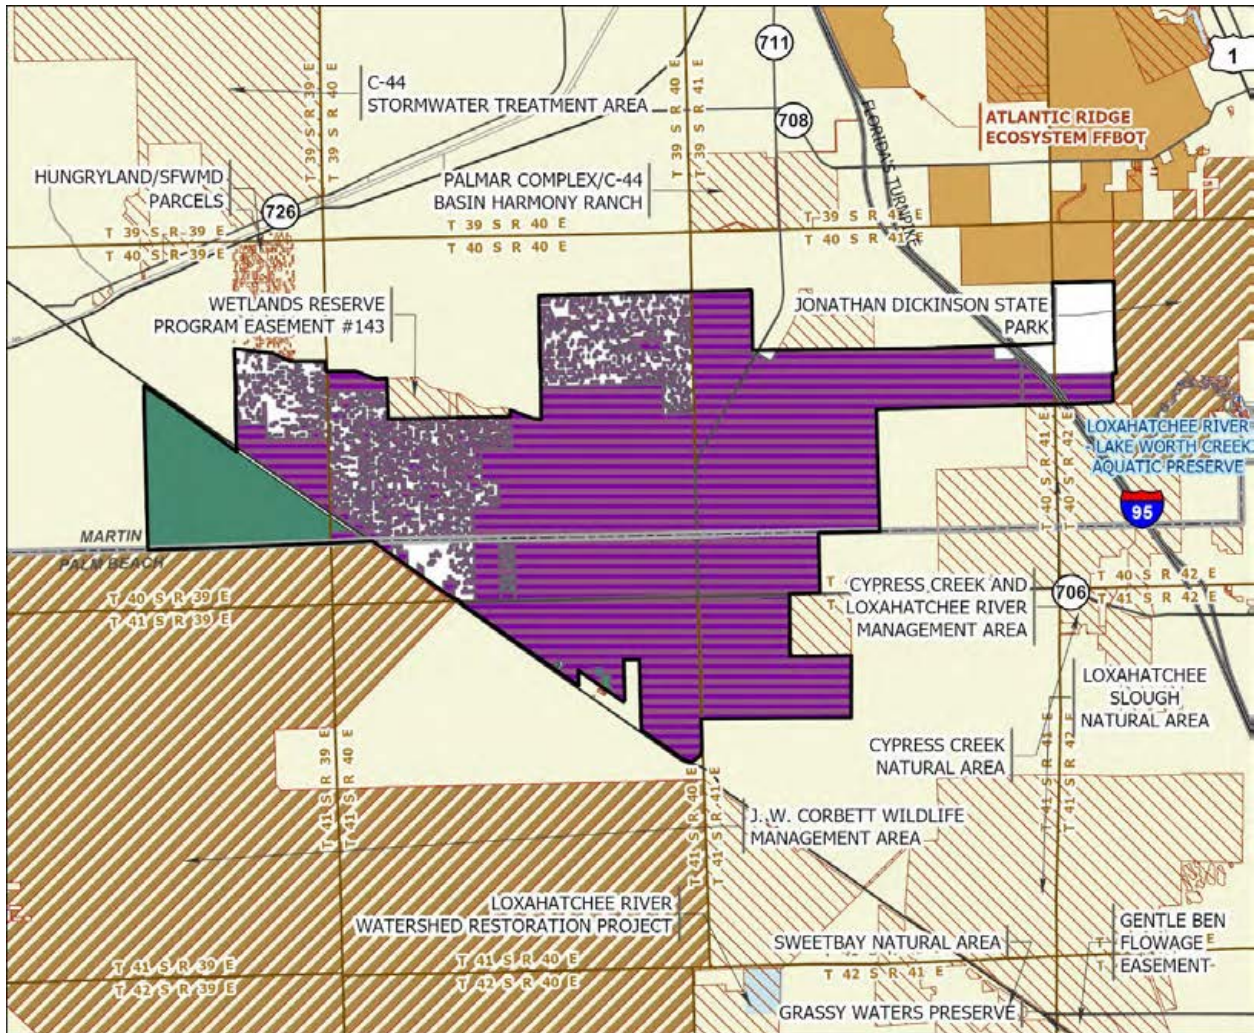 711
1
C-44
STORMWATER TREATMENT AREA
T 39 S R 39 E
T 39 S R 40 E
T 39 S R 40 E
T 39 S R 41 E
708
FLORIDA'S TURNPIKE
ATLANTIC RIDGE
ECOSYSTEM FFBOT
HUNGRYLAND/SFWMD
PARCELS
726
PALMAR COMPLEX/C-44
BASIN HARMONY RANCH
T 39 S R 39 E
T 40 S R 39 E
T 39 S R 40 E
T 40 S R 40 E
T 39 S R 41 E
T 40 S R 41 E
WETLANDS RESERVE
PROGRAM EASEMENT #143
JONATHAN DICKINSON STATE
PARK
LOXAHATCHEE RIVER
- LAKE WORTH CREEK
AQUATIC PRESERVE
T 40 S R 41 E
T 40 S R 42 E
95
MARTIN
PALM BEACH
T 40 S R 39 E
T 41 S R 39 E
CYPRESS CREEK AND
LOXAHATCHEE RIVER
MANAGEMENT AREA
706
T 40 S R 42 E
T 41 S R 42 E
LOXAHATCHEE
SLOUGH
NATURAL AREA
CYPRESS CREEK
NATURAL AREA
T 41 S R 39 E
T 41 S R 40 E
T 41 S R 40 E
T 41 S R 41 E
T 41 S R 41 E
T 41 S R 42 E
J. W. CORBETT WILDLIFE
MANAGEMENT AREA
LOXAHATCHEE RIVER
WATERSHED RESTORATION PROJECT
SWEETBAY NATURAL AREA
GENTLE BEN
FLOWAGE
EASEMENT
T 41 S R 39 E
T 42 S R 39 E
T 41 S R 40 E
T 42 S R 40 E
T 42 S R 41 E
GRASSY WATERS PRESERVE